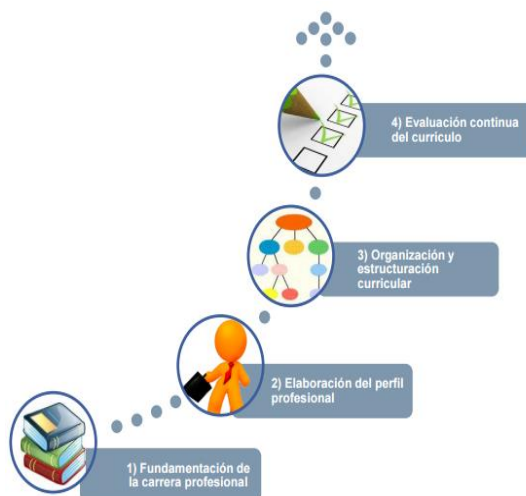 4) Evaluación continua
del curriculo
3) Organización y
estructuración
curricular
2) Elaboración del perfil
profesional
1) Fundamentación de
la carrera profesional